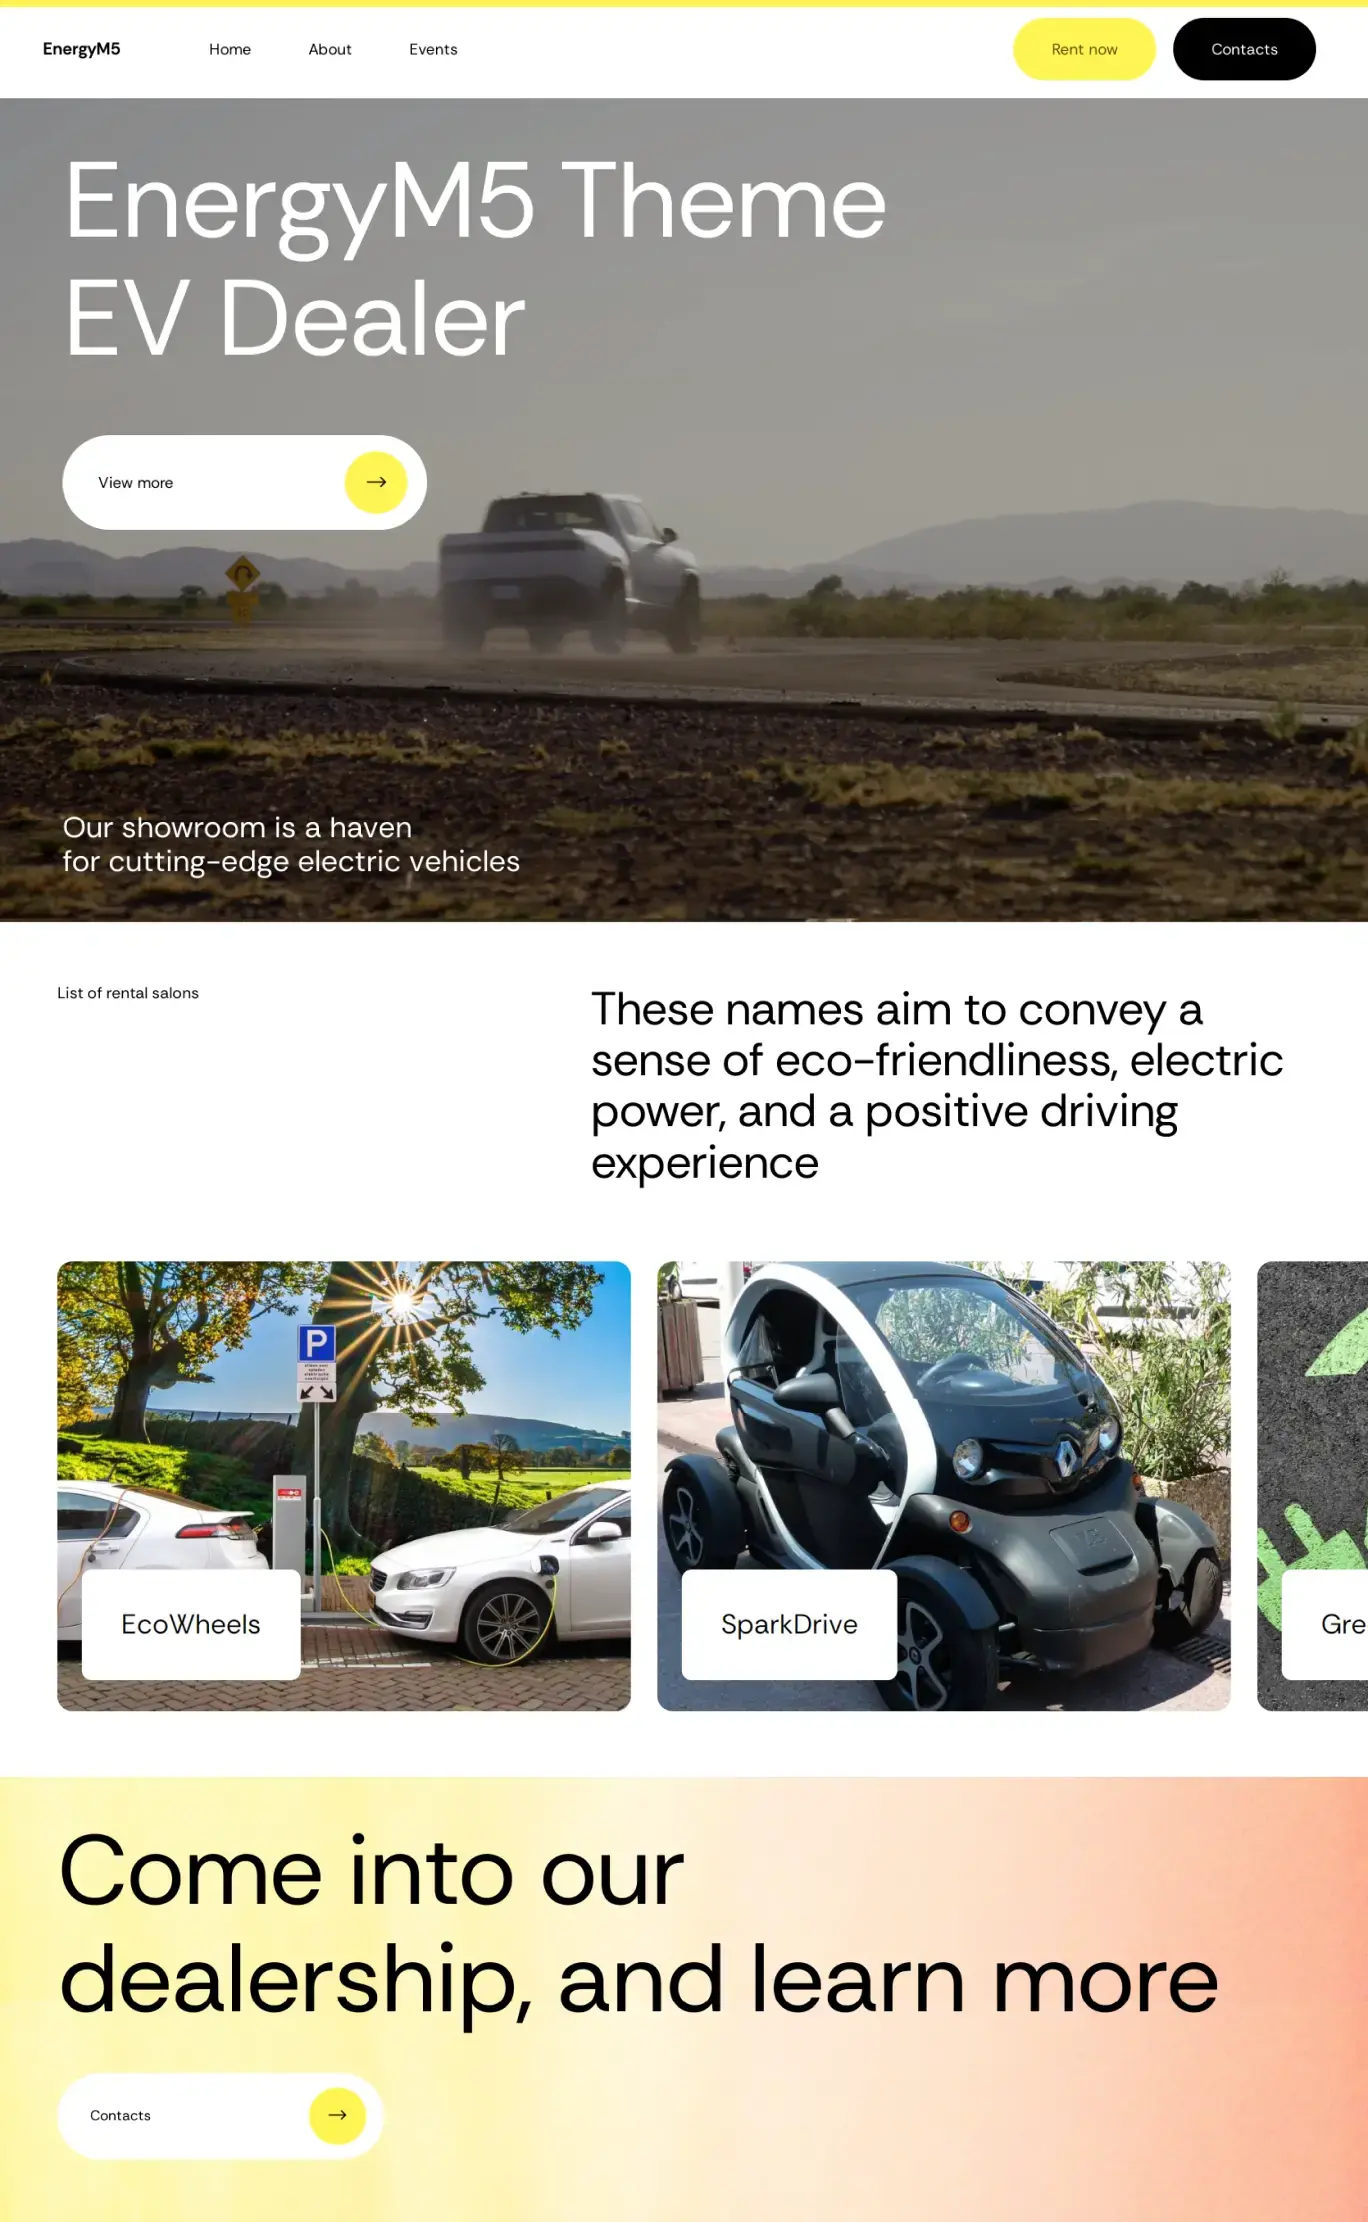 EnergyM5
Home
About
Events
Rent now
Contacts
EnergyM5 Theme
EV Dealer
View more
Our showroom is a haven
for cutting-edge electric vehicles
List of rental salons
These names aim to convey a
sense of eco-friendliness, electric
power, and a positive driving
experience
P
EcoWheels
SparkDrive
Gre
Come into our
dealership, and learn more
Contacts